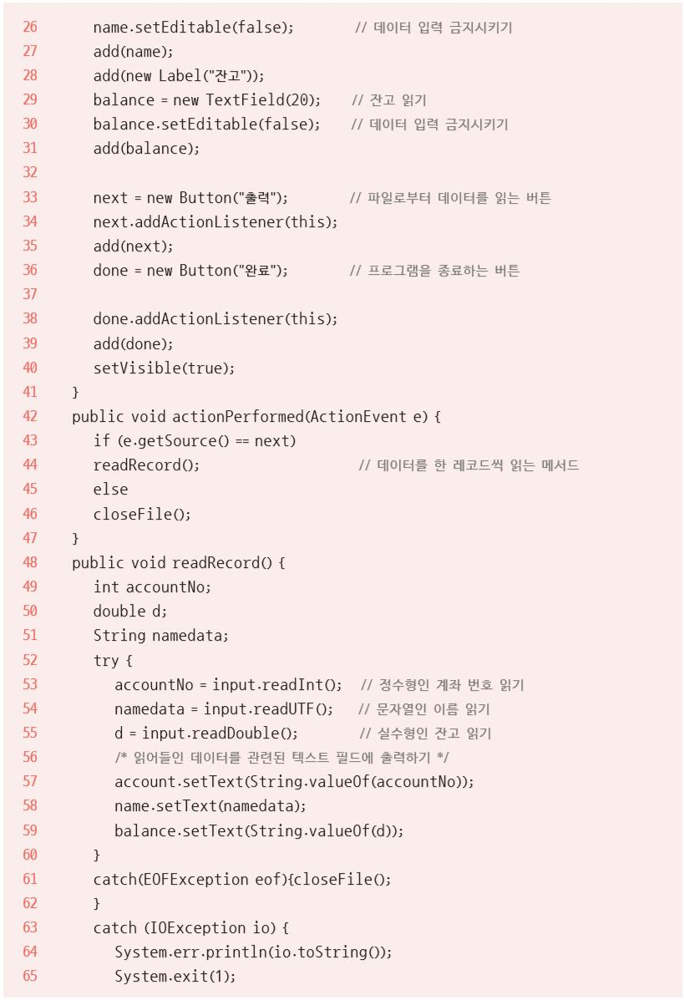 26 name.setEditable(false); // 데이터 입력 금지시키기
27 add(name);
28 add(new Label("잔고"));
29 balance = new TextField(20); // 잔고 읽기
30 balance.setEditable(false); // 데이터 입력 금지시키기
31 add(balance);
32
33 next = new Button("출력"); // 파일로부터 데이터를 읽는 버튼
34 next.addActionListener(this);
35 add(next);
36 done = new Button("완료"); // 프로그램을 종료하는 버튼
37
38 done.addActionListener(this);
39 add(done);
40 setVisible(true);
41 }
42 public void actionPerformed(ActionEvent e) {
43 if (e.getSource() == next)
44 readRecord(); // 데이터를 한 레코드씩 읽는 메서드
45 else
46 closeFile();
47 }
48 public void readRecord() {
49 int accountNo;
50 double d;
51 String namedata;
52 try {
53 accountNo = input.readInt(); // 정수형인 계좌 번호 읽기
54 namedata = input.readUTF(); // 문자열인 이름 읽기
55 d = input.readDouble(); // 실수형인 잔고 읽기
56 /* 읽어들인 데이터를 관련된 텍스트 필드에 출력하기 */
57 account.setText(String.valueOf(accountNo));
58 name.setText(namedata);
59 balance.setText(String.valueOf(d));
60 }
61 catch(EOFException eof){closeFile();
62 }
63 catch (IOException io) {
64 System.err.println(io.toString());
65 System.exit(1);